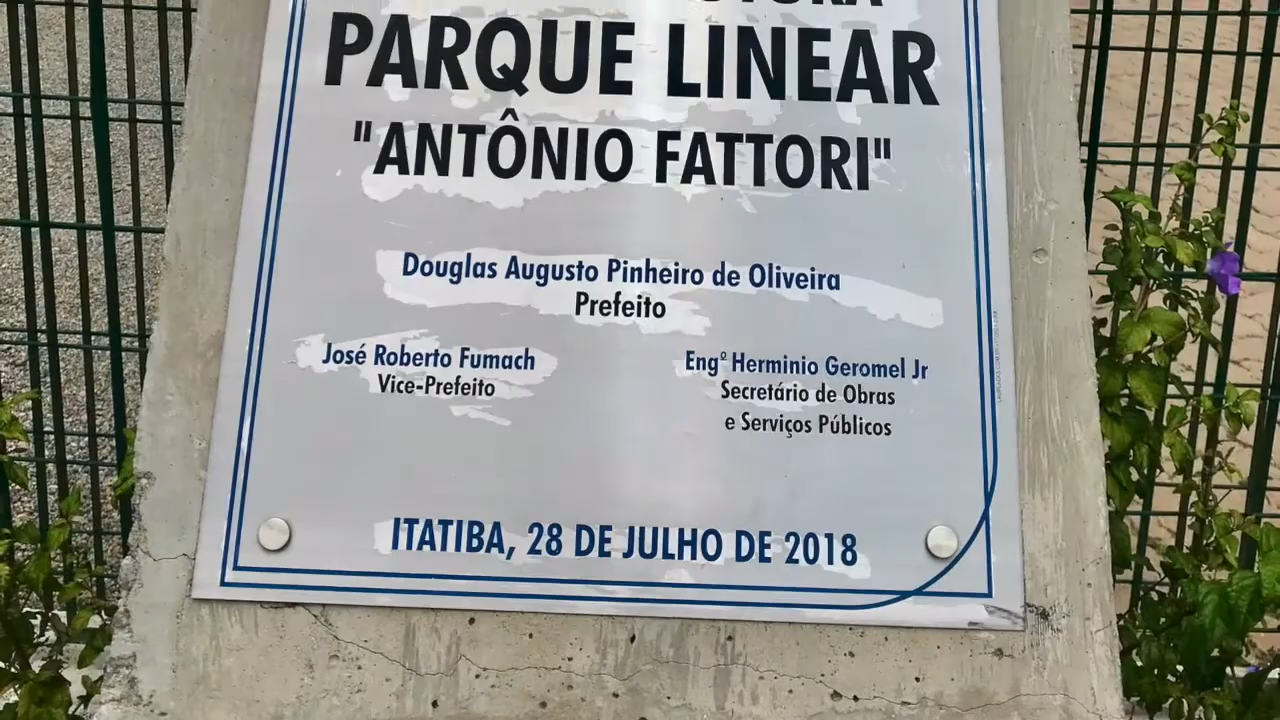 PARQUE LINEAR
"ANTÔNIO FATTORI"
Douglas Augusto Pinheiro de Oliveira
Prefeito
José Roberto Fumach
Vice-Prefeito
Engº Herminio Geromel Jr
Secretário de Obras
e Serviços Públicos
ITATIBA, 28 DE JULHO DE 2018